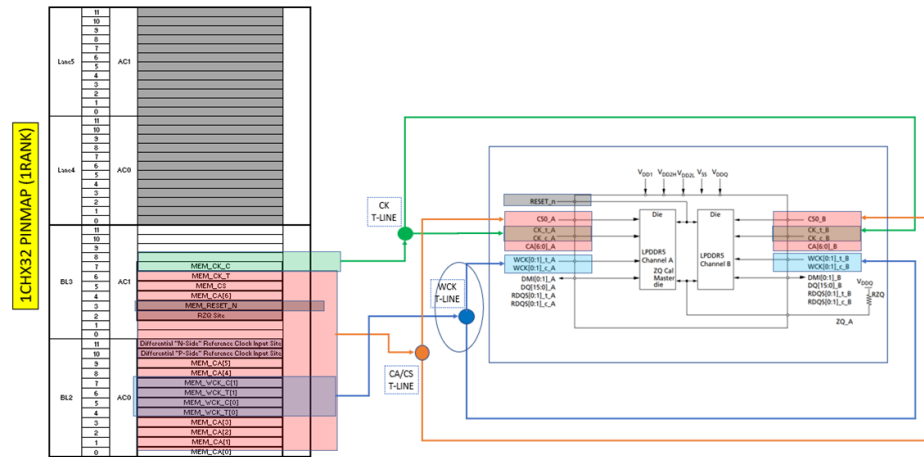 1CHX32 PINMAP (1RANK)
Lane5
AC1
11
10
9
8
7
6
5
4
3
2
1
0
Lane4
AC0
11
10
9
8
7
6
5
4
3
2
1
0
BL3
AC1
11
10
9
8
7 MEM_CK_C
6 MEM_CK_T
5 MEM_CS
4 MEM_CA[6]
3 MEM_RESET_N
2 RZQ Site
1
0
BL2
AC0
11 Differential "N-Side" Reference Clock Input Site
10 Differential "P-Side" Reference Clock Input Site
9 MEM_CA[5]
8 MEM_CA[4]
7 MEM_WCK_C[1]
6 MEM_WCK_T[1]
5 MEM_WCK_C[0]
4 MEM_WCK_T[0]
3 MEM_CA[3]
2 MEM_CA[2]
1 MEM_CA[1]
0 MEM_CA[0]
CK
T-LINE
WCK
T-LINE
CA/CS
T-LINE
VDD1 VDD2H VDD2L VSS VDDQ
RESET_n
CS0_A
CK_t_A
CK_c_A
CA[6:0]_A
WCK[0:1]_t_A
WCK[0:1]_c_A
DMI[0:1]_A
DQ[15:0]_A
RDQS[0:1]_t_A
RDQS[0:1]_c_A
Die
LPDDR5
Channel A
ZQ Cal
Master
die
Die
LPDDR5
Channel B
CS0_B
CK_t_B
CK_c_B
CA[6:0]_B
WCK[0:1]_t_B
WCK[0:1]_c_B
DMI[0:1]_B
DQ[15:0]_B
RDQS[0:1]_t_B
RDQS[0:1]_c_B
VDDQ
RZQ
ZQ_A